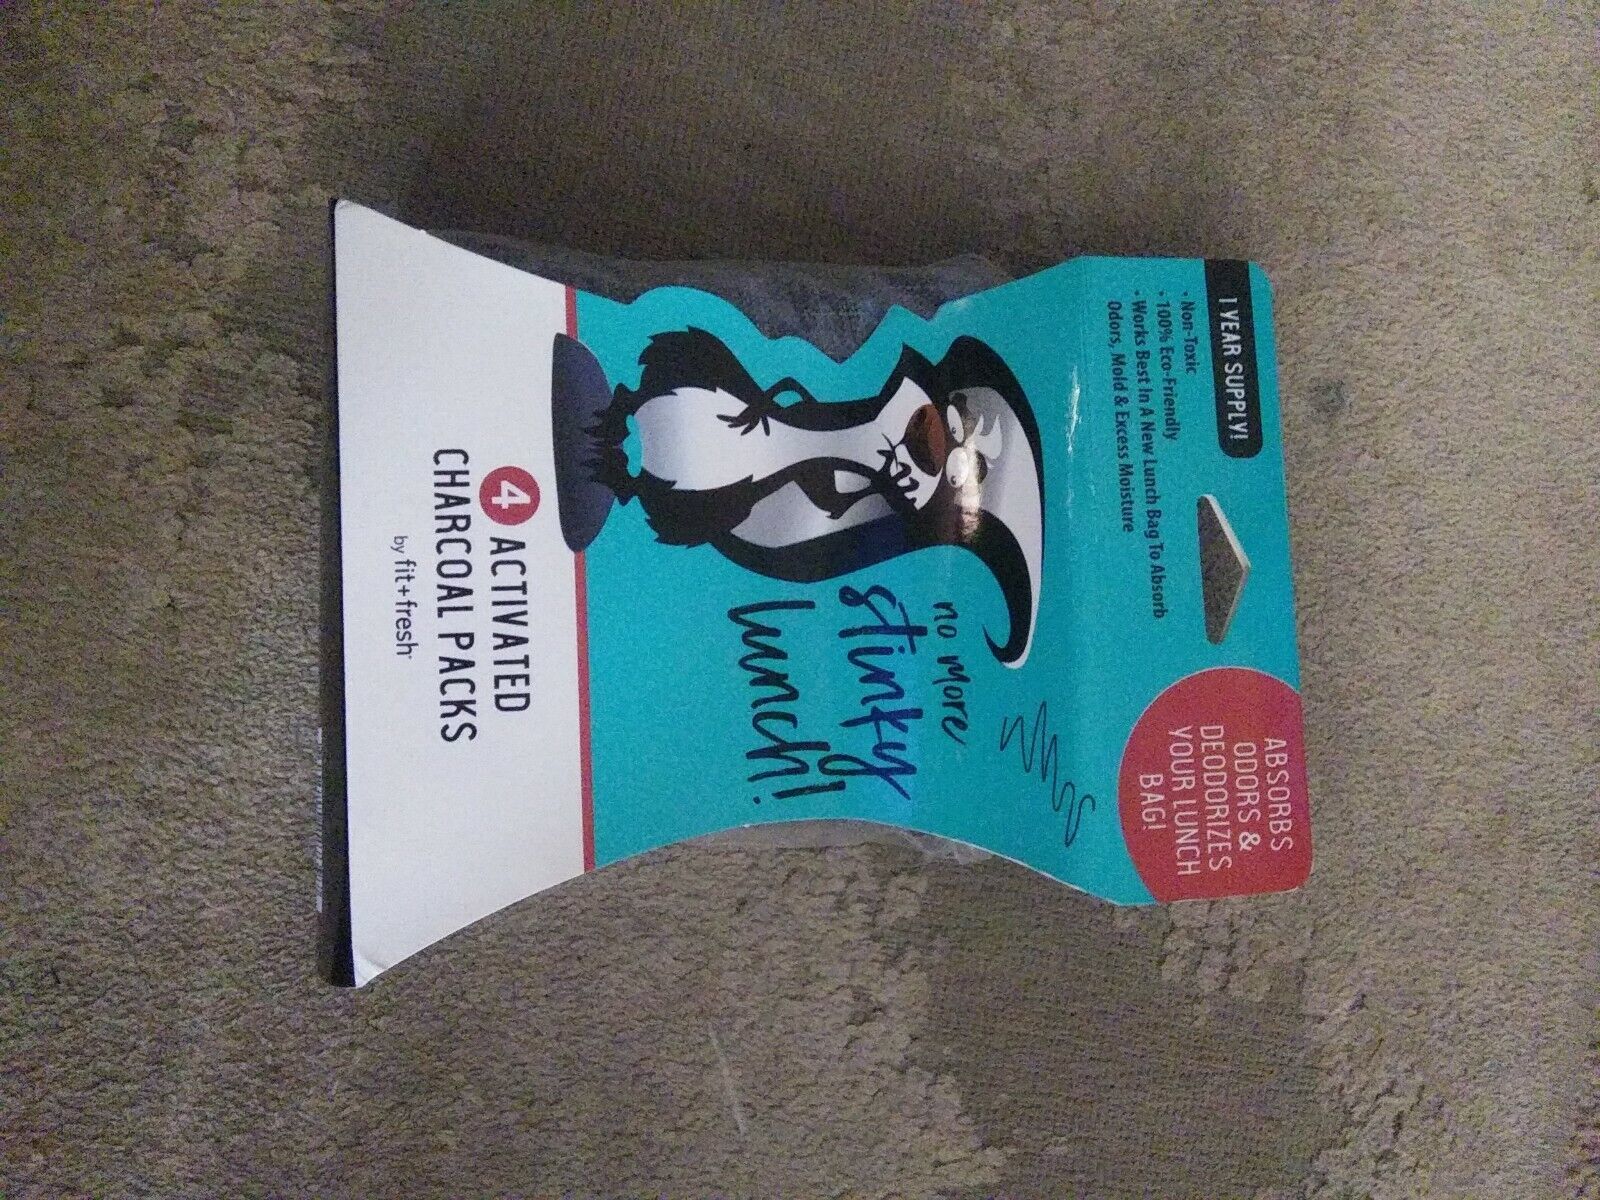 1 YEAR SUPPLY!
• Non-Toxic
• 100% Eco-Friendly
• Works Best In A New Lunch Bag To Absorb
Odors, Mold & Excess Moisture
ABSORBS
ODORS &
DEODORIZES
YOUR LUNCH
BAG!
no more
stinky
lunch!
4 ACTIVATED
CHARCOAL PACKS
by fit+fresh